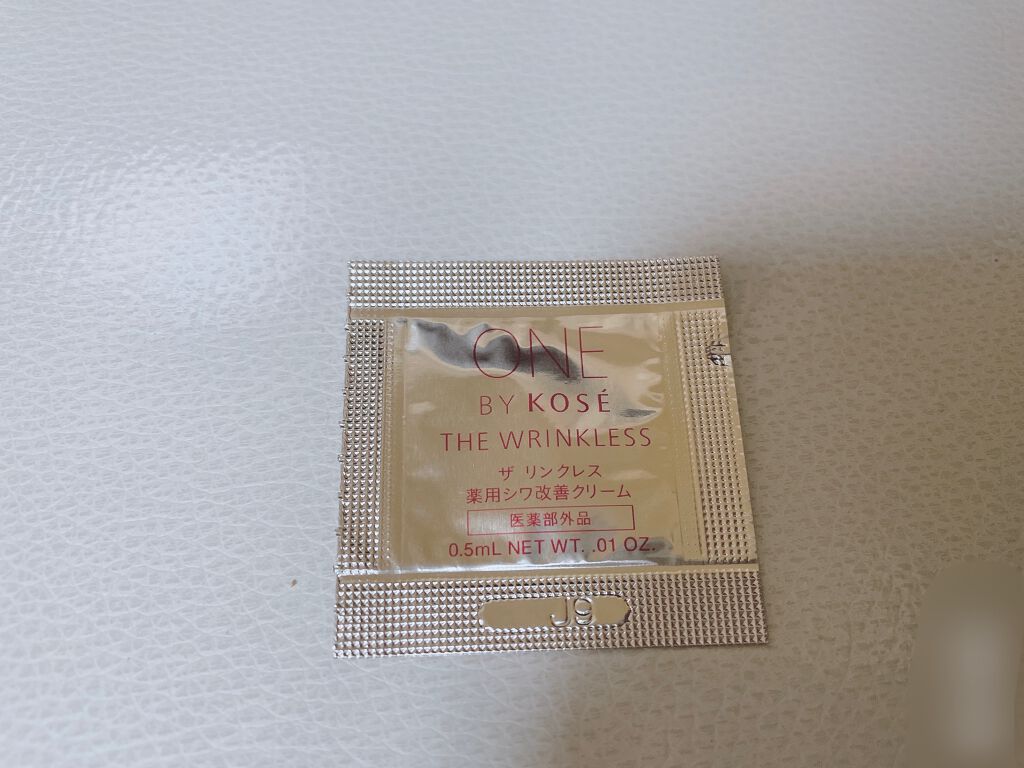 ONE
BY KOSÉ
THE WRINKLESS
ザ リンクレス
薬用シワ改善クリーム
医薬部外品
0.5mL NET WT. .01 OZ.
J9